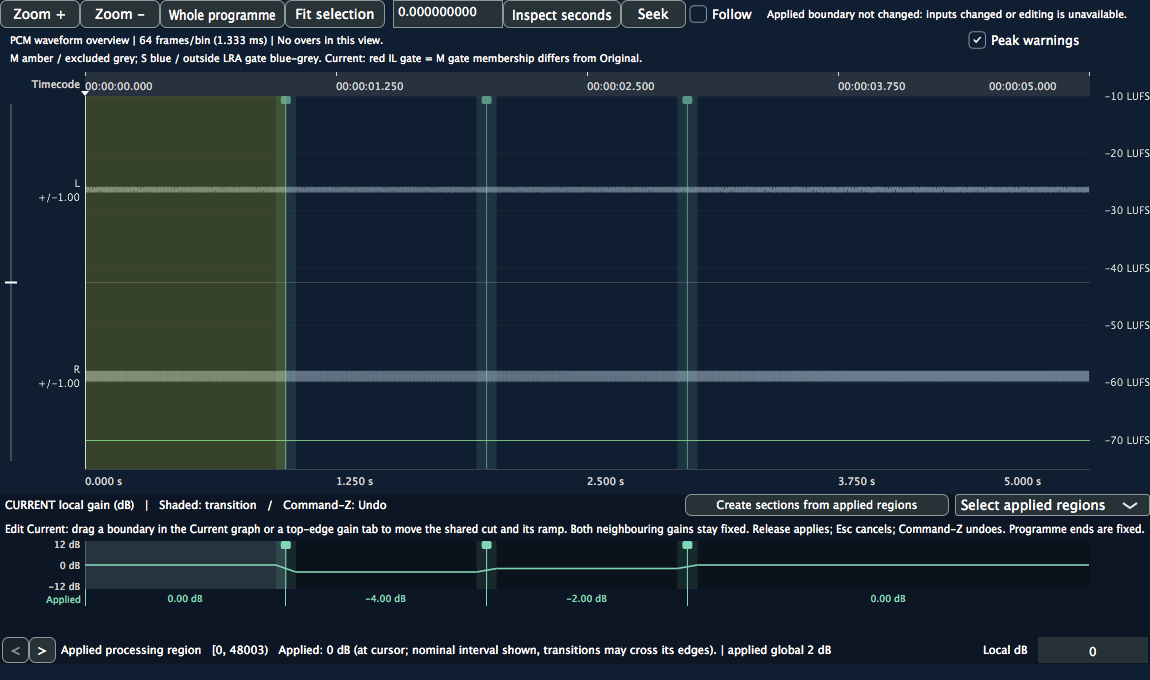 Zoom + Zoom − Whole programme Fit selection 0.000000000 Inspect seconds Seek Follow Applied boundary not changed: inputs changed or editing is unavailable.
PCM waveform overview | 64 frames/bin (1.333 ms) | No overs in this view.
Peak warnings
M amber / excluded grey; S blue / outside LRA gate blue-grey. Current: red IL gate = M gate membership differs from Original.
Timecode 00:00:00.000 00:00:01.250 00:00:02.500 00:00:03.750 00:00:05.000
−10 LUFS
−20 LUFS
L
+/−1.00
−30 LUFS
−40 LUFS
−50 LUFS
R
+/−1.00
−60 LUFS
−70 LUFS
0.000 s 1.250 s 2.500 s 3.750 s 5.000 s
CURRENT local gain (dB) | Shaded: transition / Command-Z: Undo Create sections from applied regions Select applied regions
Edit Current: drag a boundary in the Current graph or a top-edge gain tab to move the shared cut and its ramp. Both neighbouring gains stay fixed. Release applies; Esc cancels; Command-Z undoes. Programme ends are fixed.
12 dB
0 dB
−12 dB
Applied 0.00 dB -4.00 dB -2.00 dB 0.00 dB
< > Applied processing region [0, 48003) Applied: 0 dB (at cursor; nominal interval shown, transitions may cross its edges). | applied global 2 dB Local dB 0